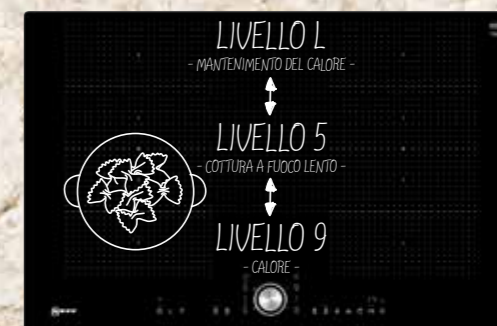 LIVELLO L
- MANTENIMENTO DEL CALORE -
LIVELLO 5
- COTTURA A FUOCO LENTO -
LIVELLO 9
- CALORE -